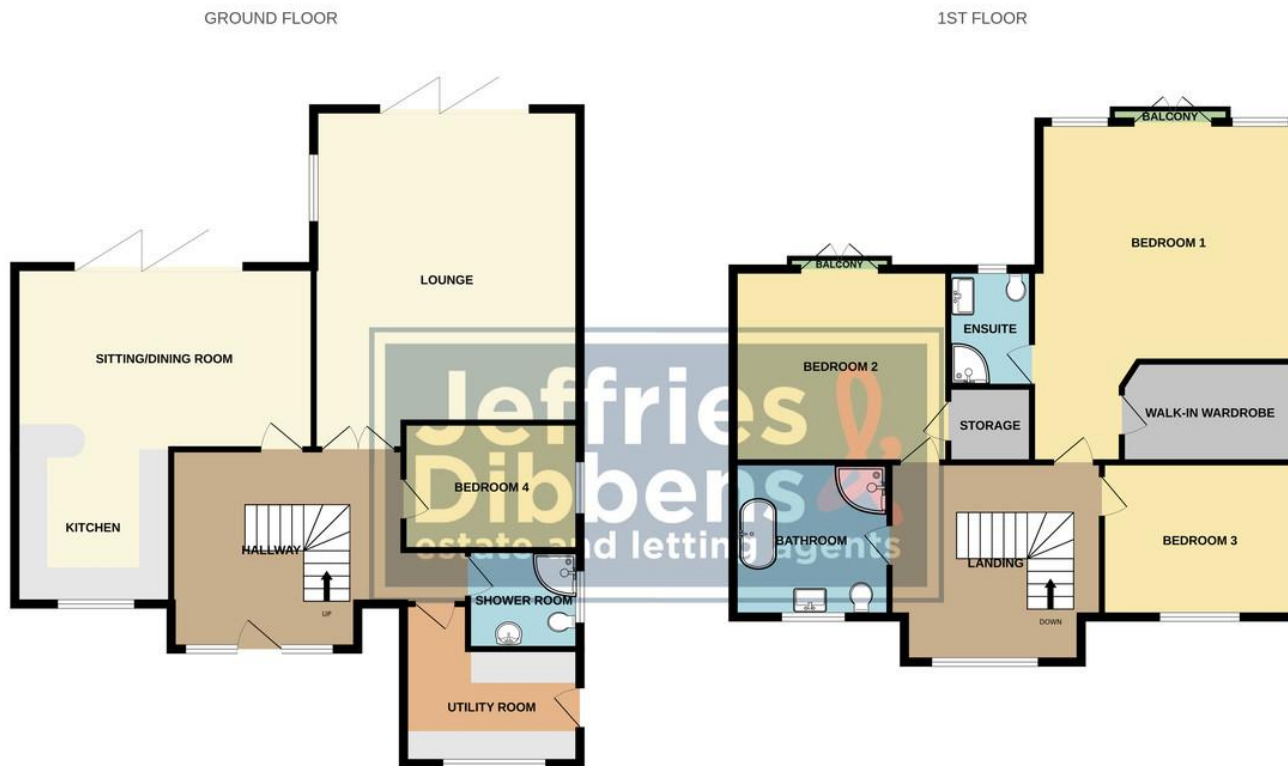 GROUND FLOOR
LOUNGE
SITTING/DINING ROOM
BEDROOM 4
KITCHEN
HALLWAY
SHOWER ROOM
UP
UTILITY ROOM
1ST FLOOR
BALCONY
BEDROOM 1
BALCONY
ENSUITE
BEDROOM 2
WALK-IN WARDROBE
STORAGE
BATHROOM
BEDROOM 3
LANDING
DOWN
Jeffries &
Dibbens
estate and letting agents